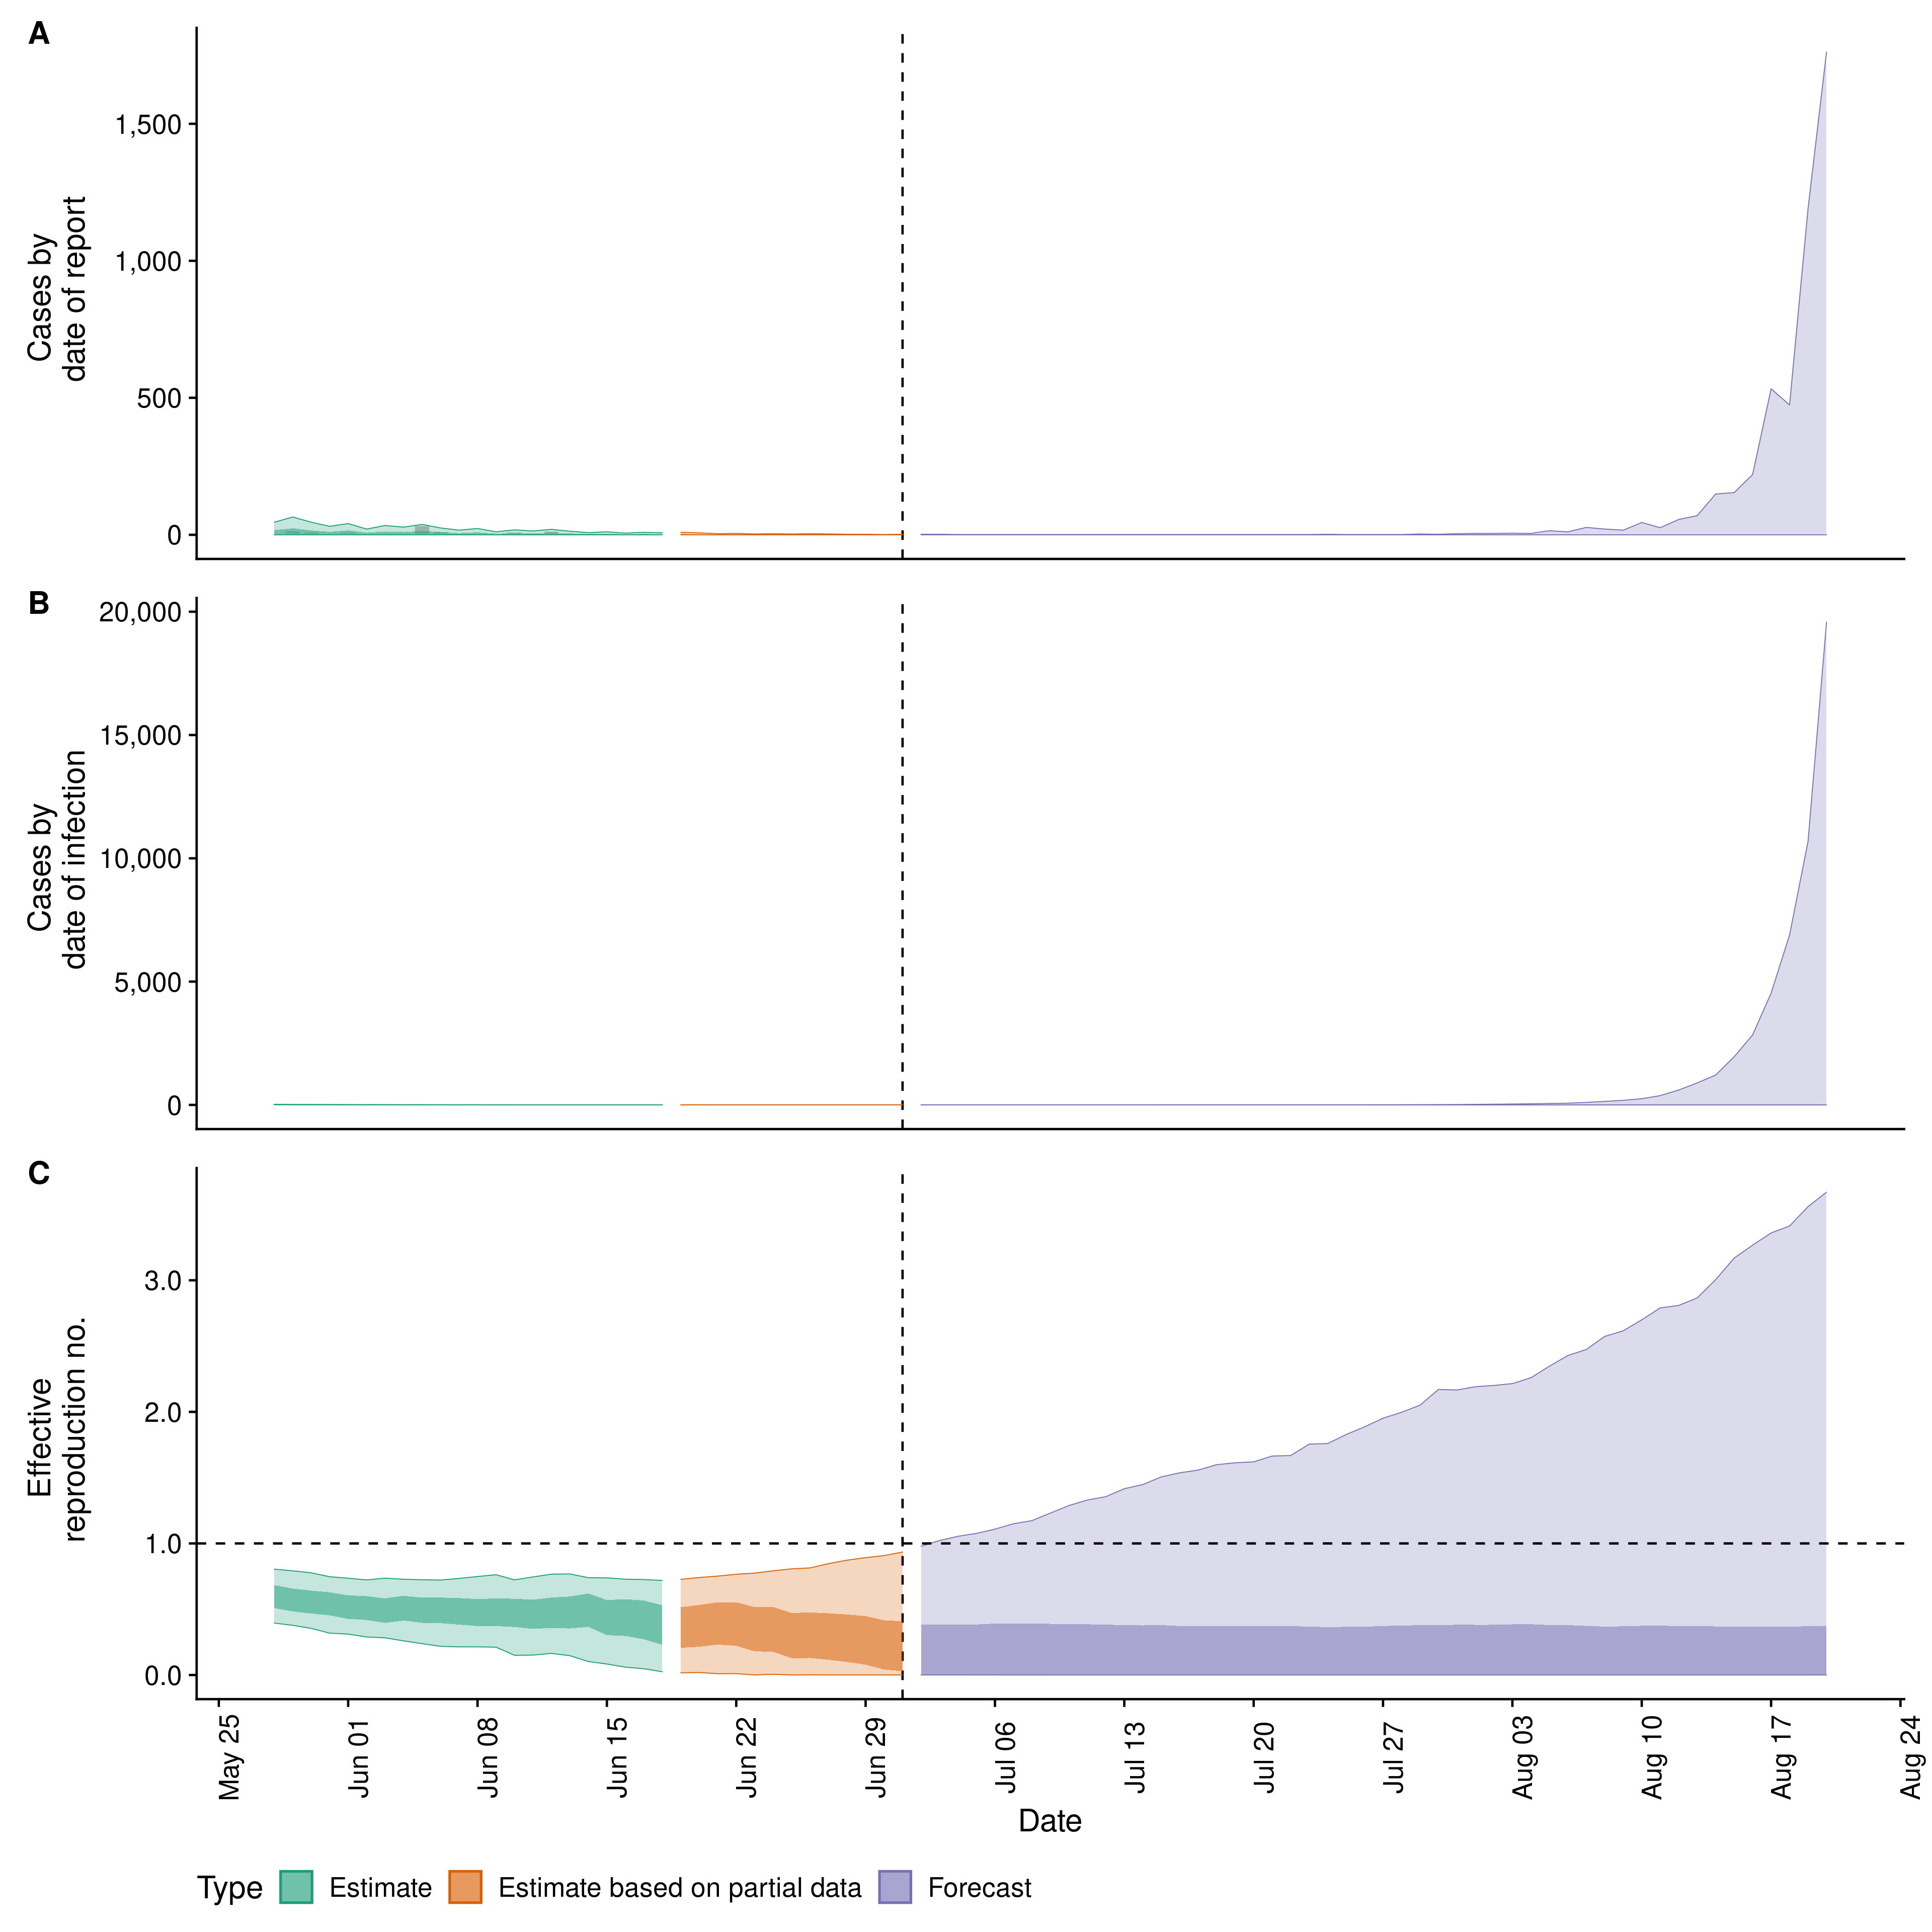 A
Cases by
date of report
1,500
1,000
500
0
B
Cases by
date of infection
20,000
15,000
10,000
5,000
0
C
Effective
reproduction no.
3.0
2.0
1.0
0.0
May 25
Jun 01
Jun 08
Jun 15
Jun 22
Jun 29
Jul 06
Jul 13
Jul 20
Jul 27
Aug 03
Aug 10
Aug 17
Aug 24
Date
Type Estimate Estimate based on partial data Forecast